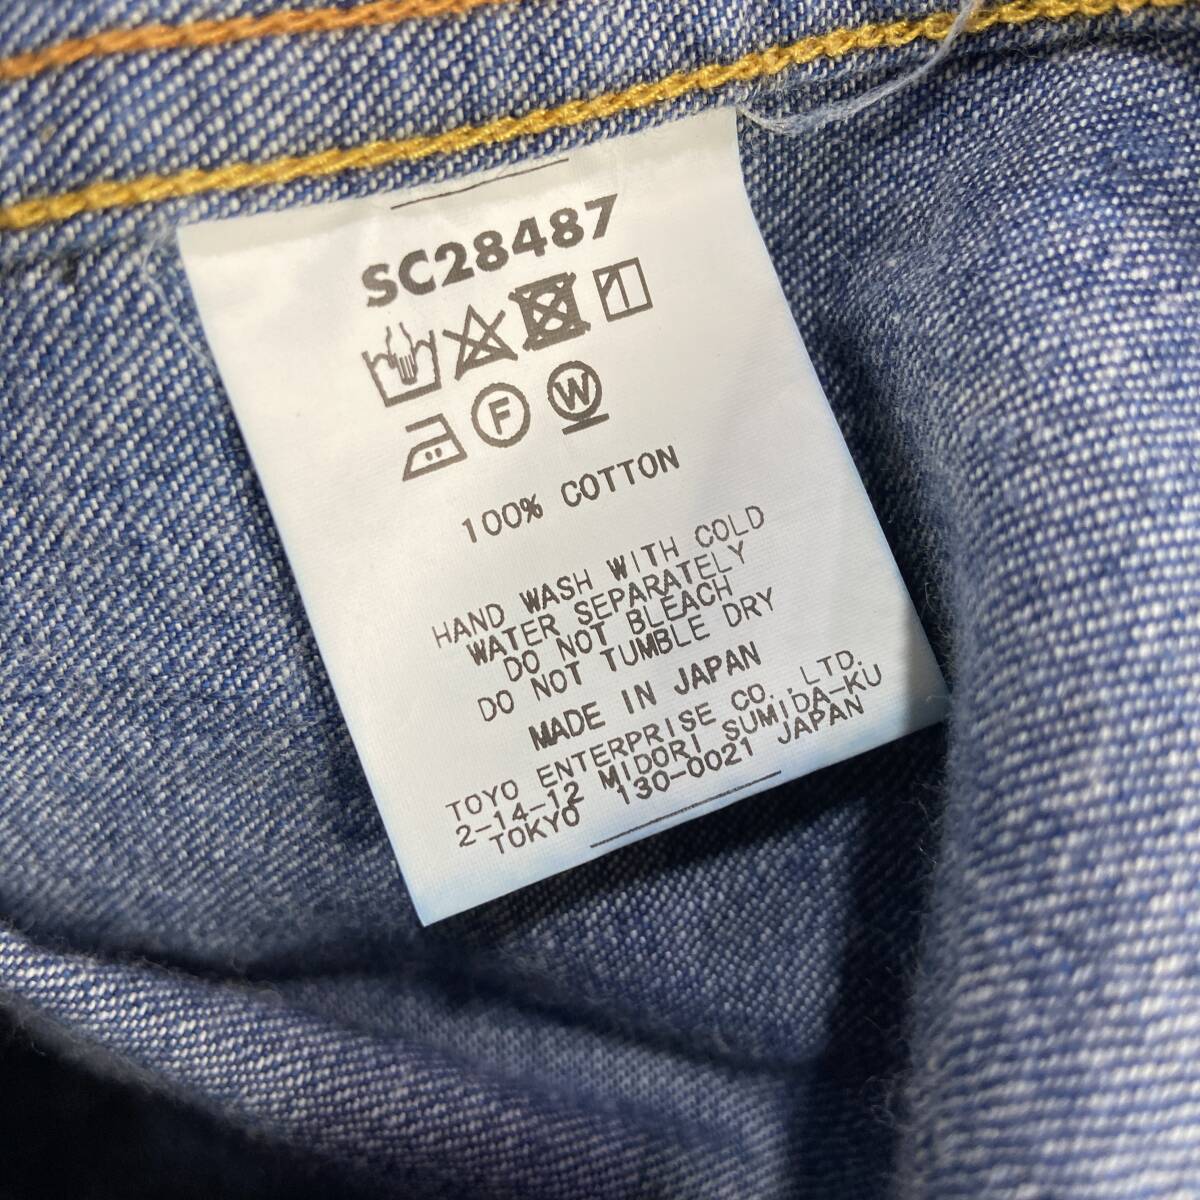 SC28487
F W
100% COTTON
HAND WASH WITH COLD
WATER SEPARATELY
DO NOT BLEACH
DO NOT TUMBLE DRY
MADE IN JAPAN
TOYO ENTERPRISE CO.,LTD.
2-14-12 MIDORI SUMIDA-KU
TOKYO 130-0021 JAPAN